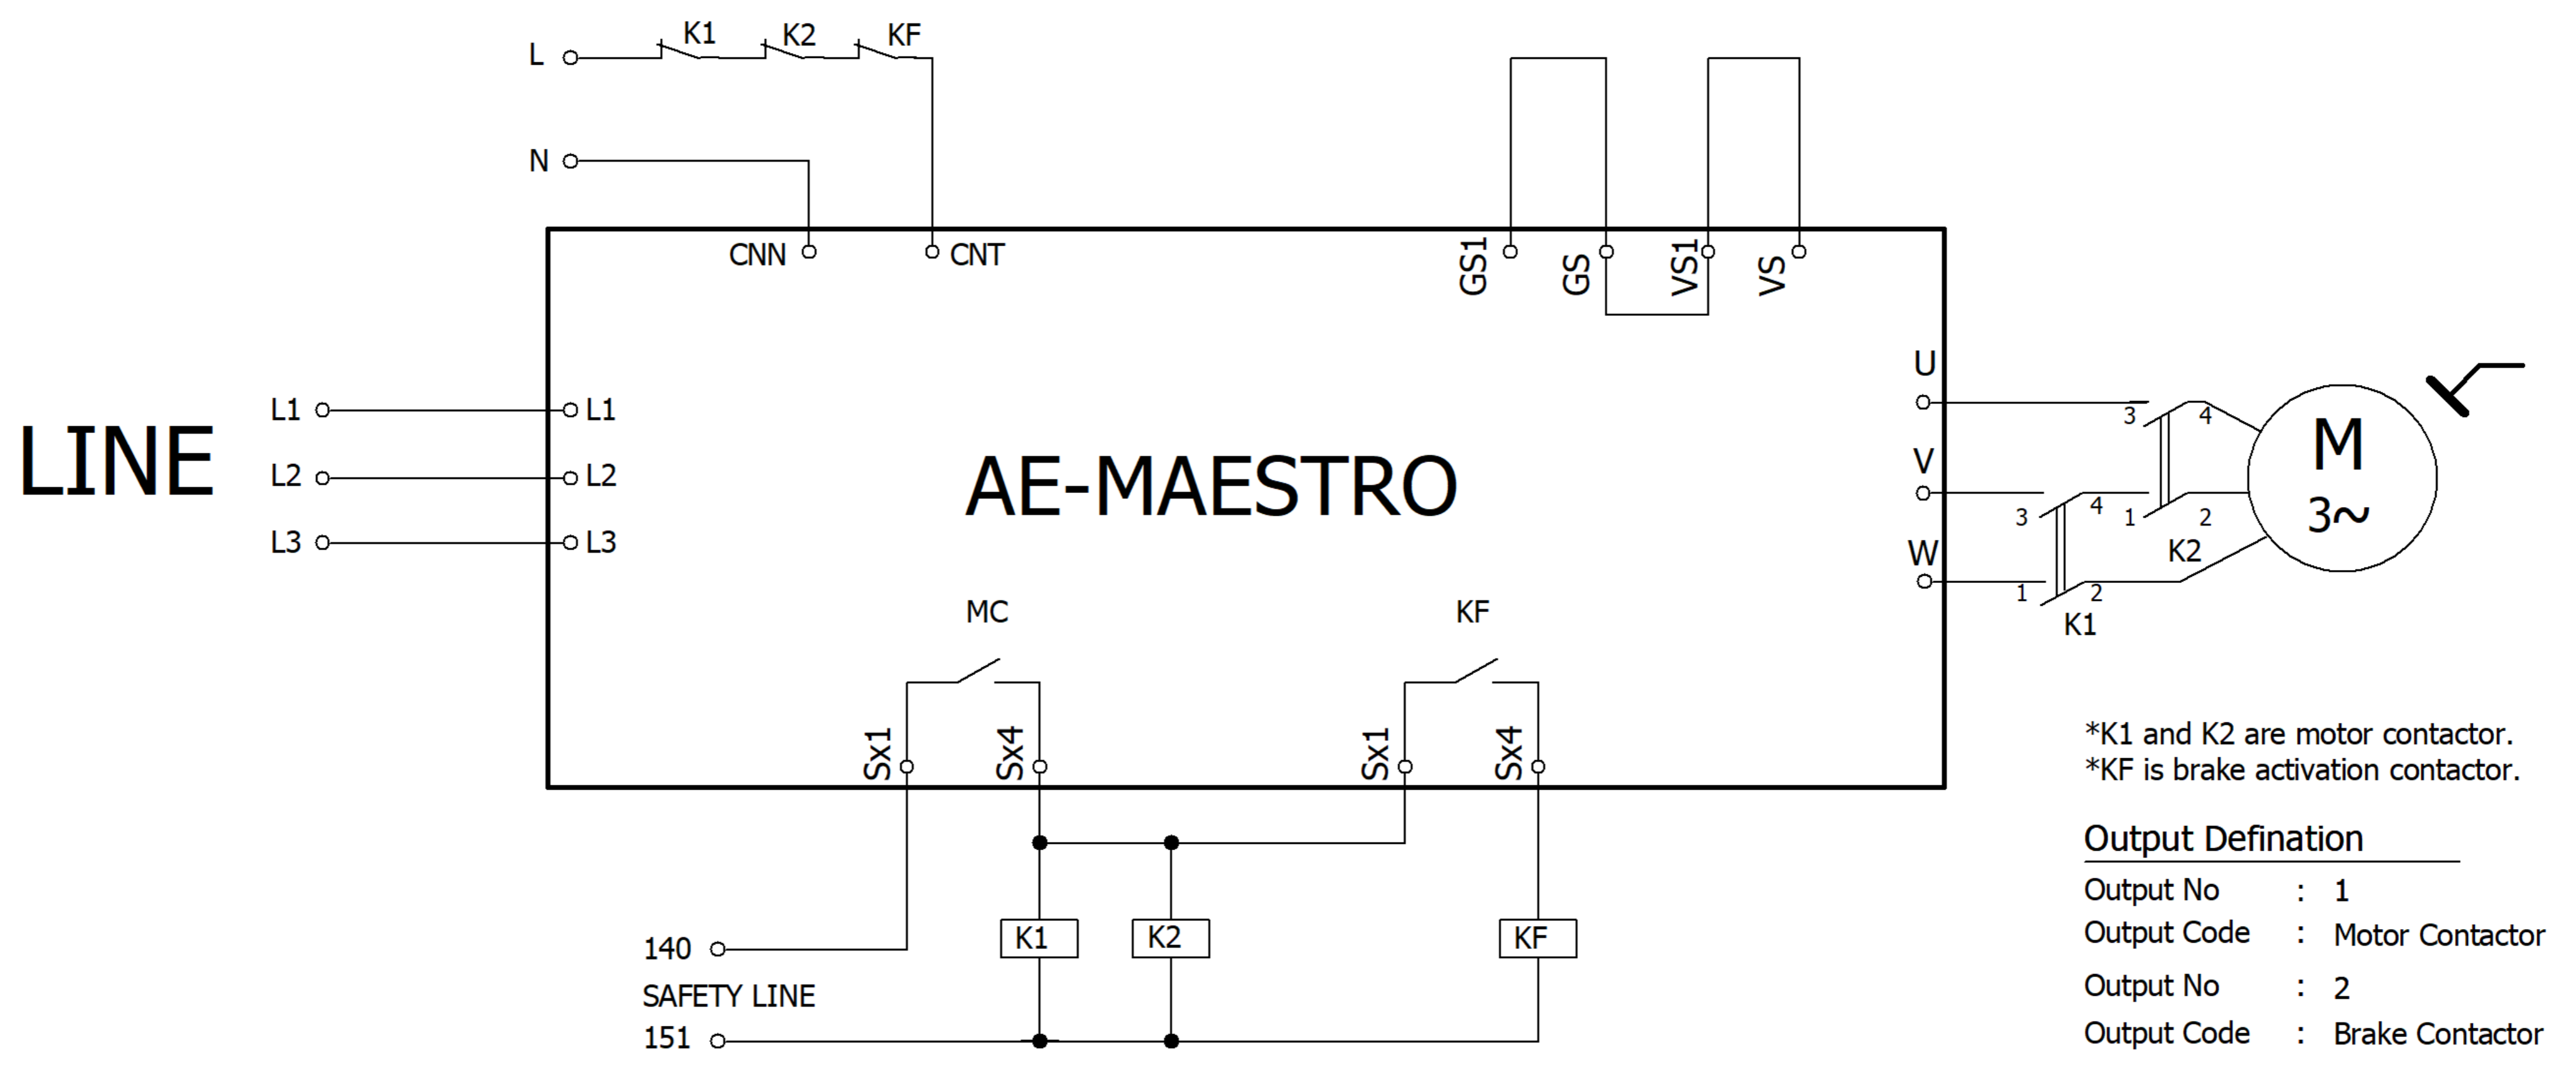 L K1 K2 KF
N
CNN CNT GS1 GS VS1 VS
LINE
L1 L1
L2 L2
L3 L3
AE-MAESTRO
U
V
W
3 4
3 4 1 2
K2
1 2
K1
M
3~
MC KF
Sx1 Sx4 Sx1 Sx4
140
SAFETY LINE
151
K1 K2 KF
*K1 and K2 are motor contactor.
*KF is brake activation contactor.
Output Defination
Output No : 1
Output Code : Motor Contactor
Output No : 2
Output Code : Brake Contactor